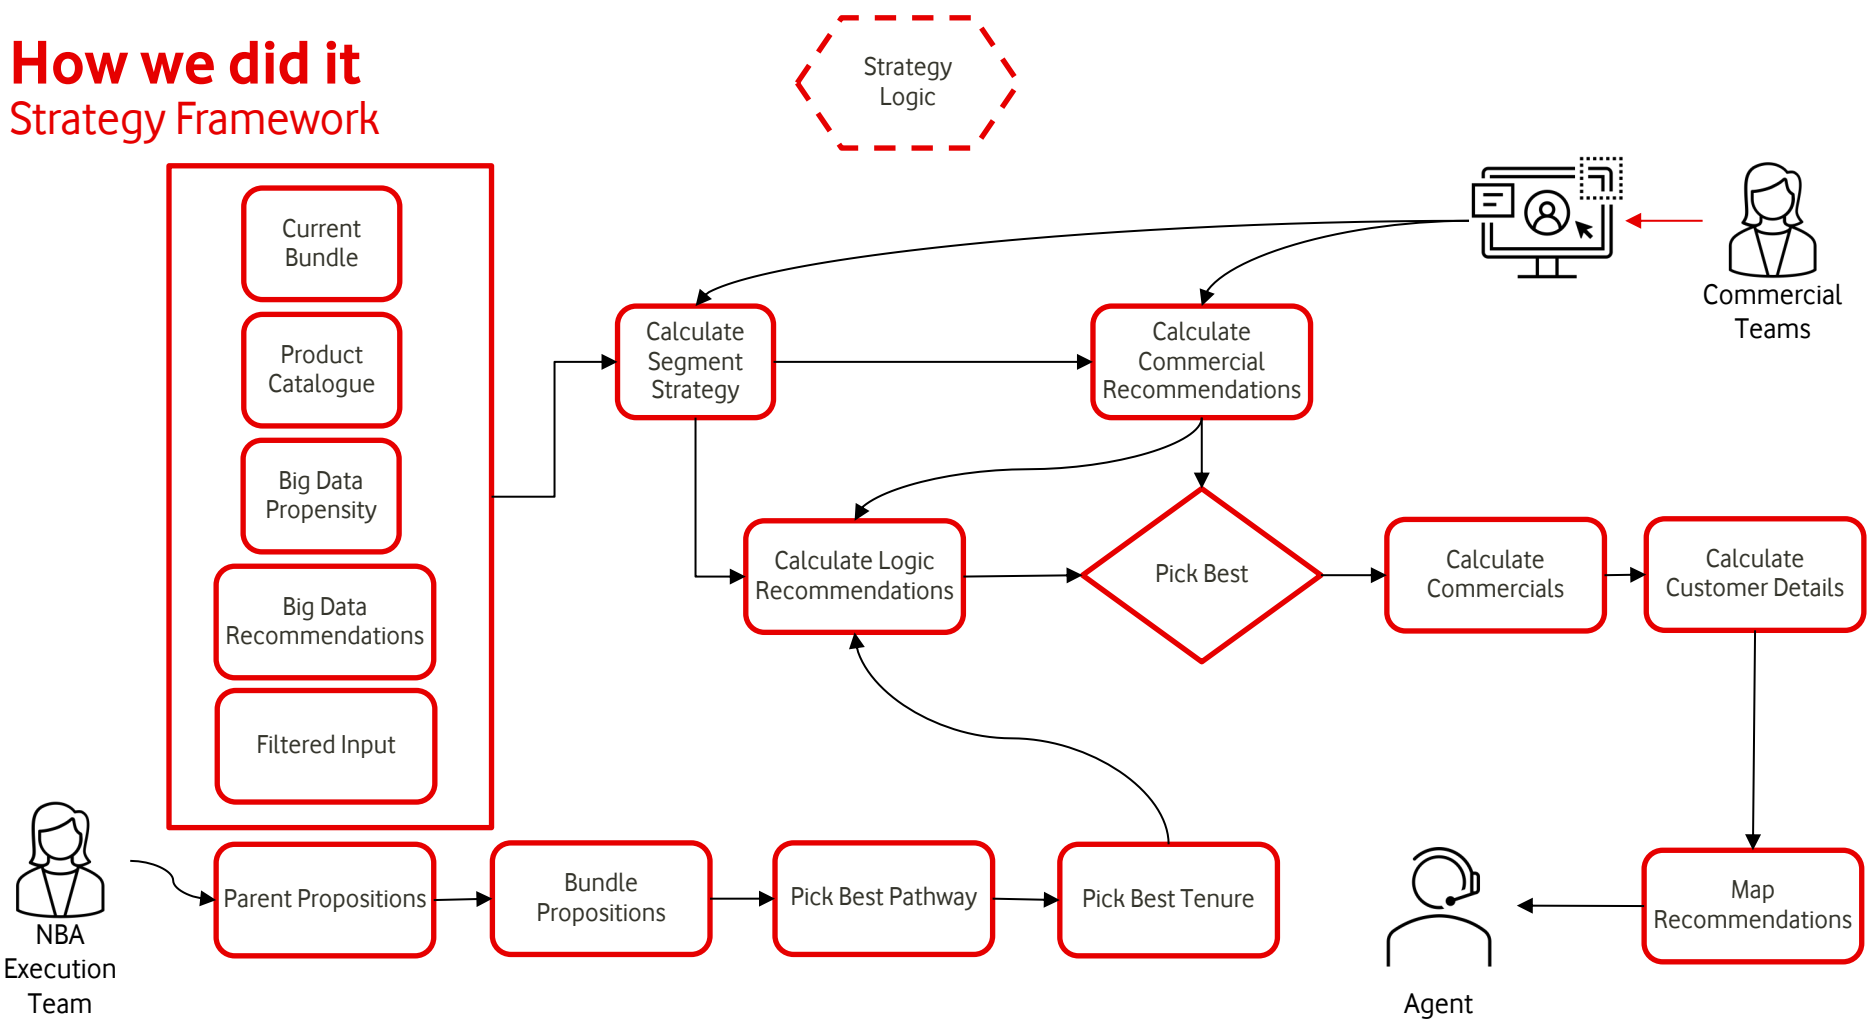 How we did it
Strategy Framework
Strategy
Logic
Current
Bundle
Product
Catalogue
Big Data
Propensity
Big Data
Recommendations
Filtered Input
Calculate
Segment
Strategy
Calculate
Commercial
Recommendations
Commercial
Teams
Calculate Logic
Recommendations
Pick Best
Calculate
Commercials
Calculate
Customer Details
NBA
Execution
Team
Parent Propositions
Bundle
Propositions
Pick Best Pathway
Pick Best Tenure
Map
Recommendations
Agent